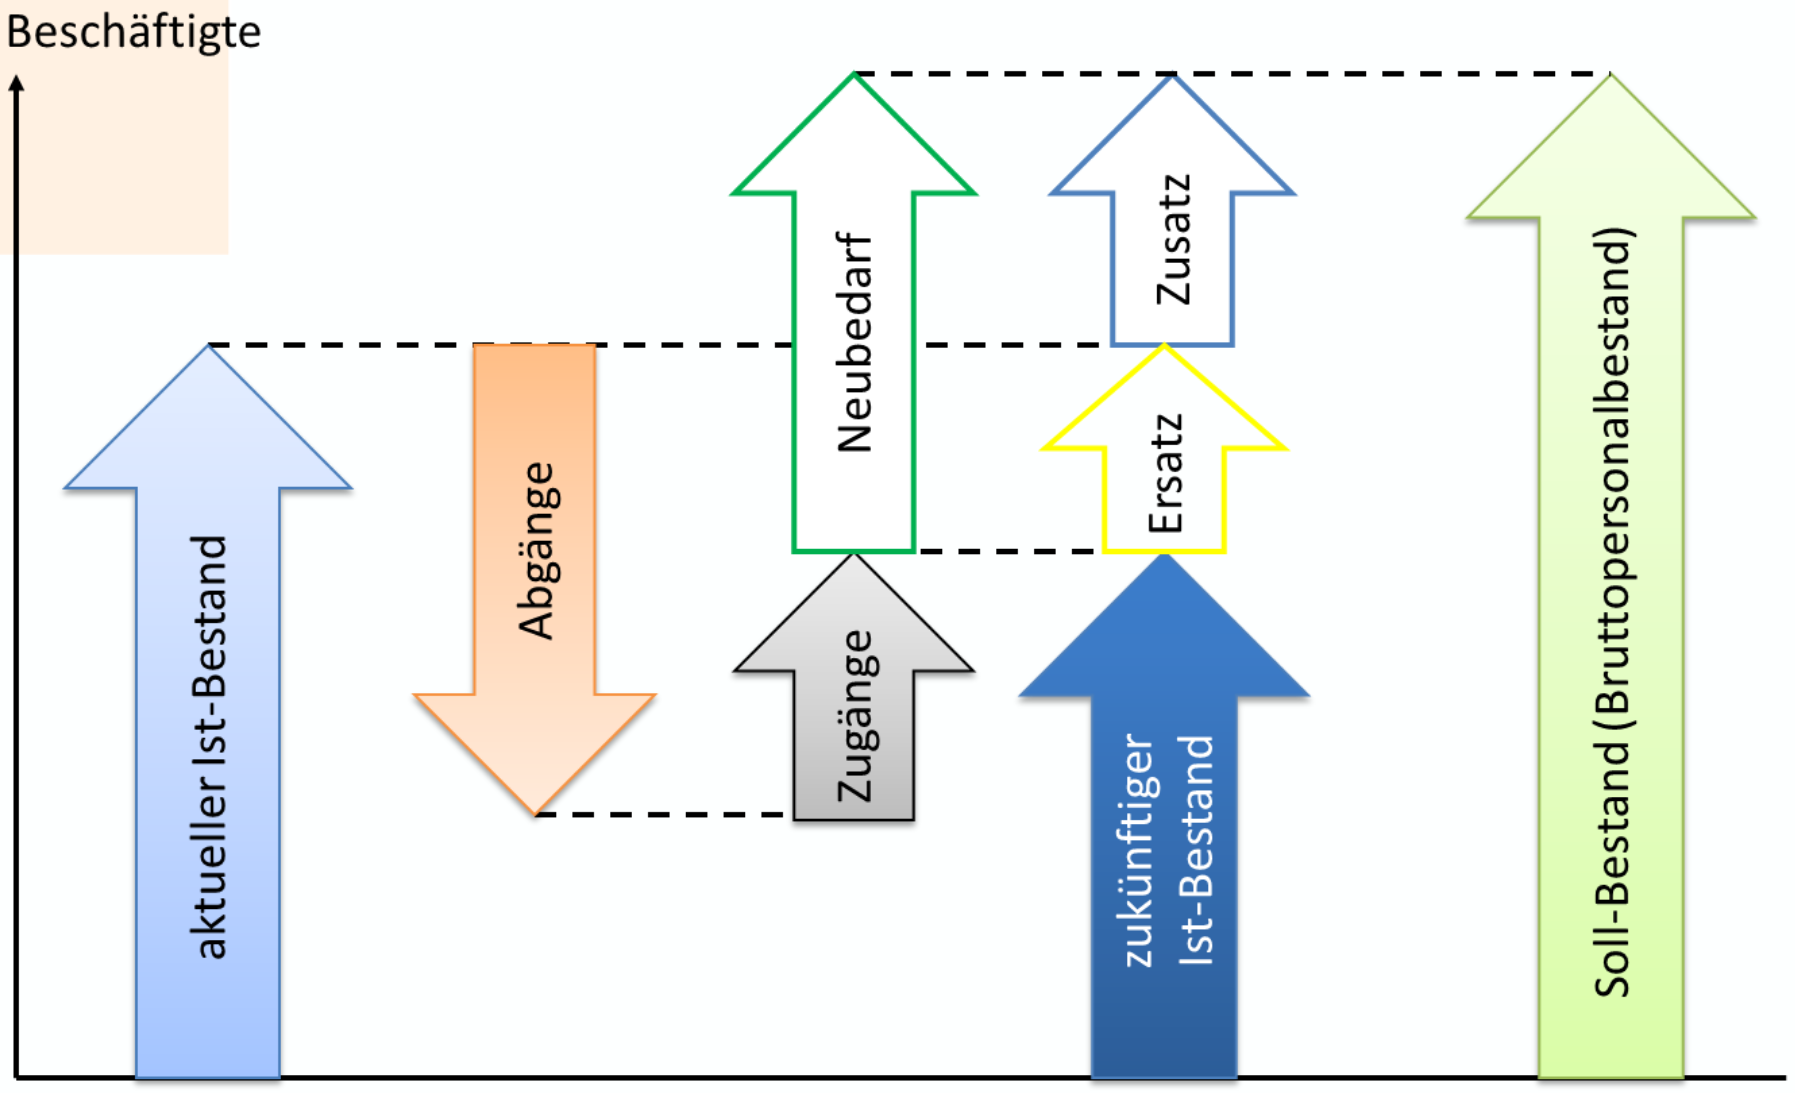 Beschäftigte
aktueller Ist-Bestand
Abgänge
Neubedarf
Zugänge
Zusatz
Ersatz
zukünftiger
Ist-Bestand
Soll-Bestand (Bruttopersonalbestand)